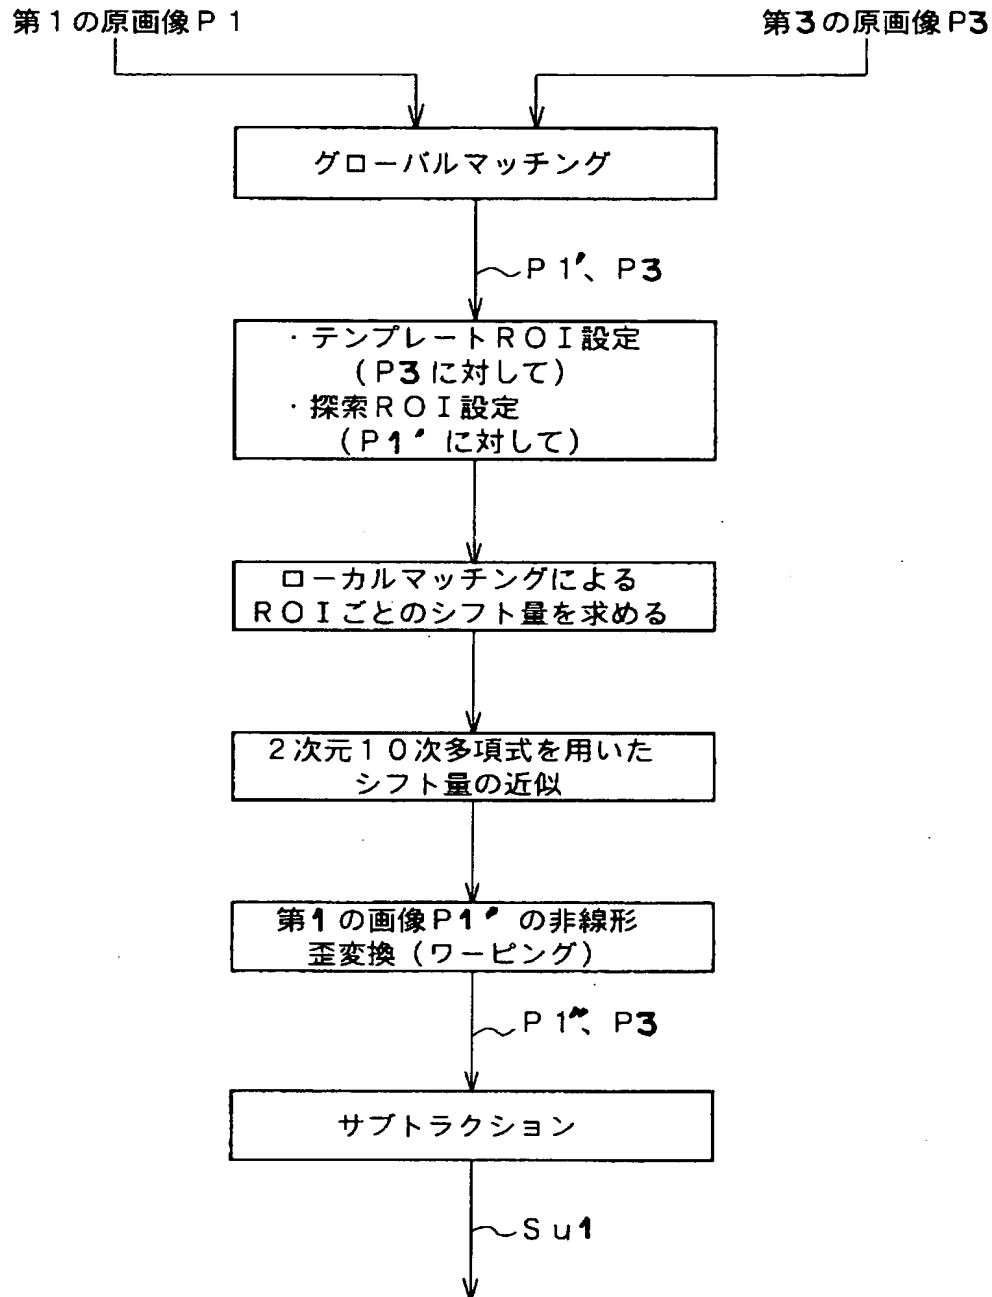 第１の原画像Ｐ１
第３の原画像Ｐ３
グローバルマッチング
Ｐ１′、Ｐ３
・テンプレートＲＯＩ設定
（Ｐ３に対して）
・探索ＲＯＩ設定
（Ｐ１′に対して）
ローカルマッチングによる
ＲＯＩごとのシフト量を求める
２次元１０次多項式を用いた
シフト量の近似
第１の画像Ｐ１′の非線形
歪変換（ワーピング）
Ｐ１″、Ｐ３
サブトラクション
Ｓｕ１